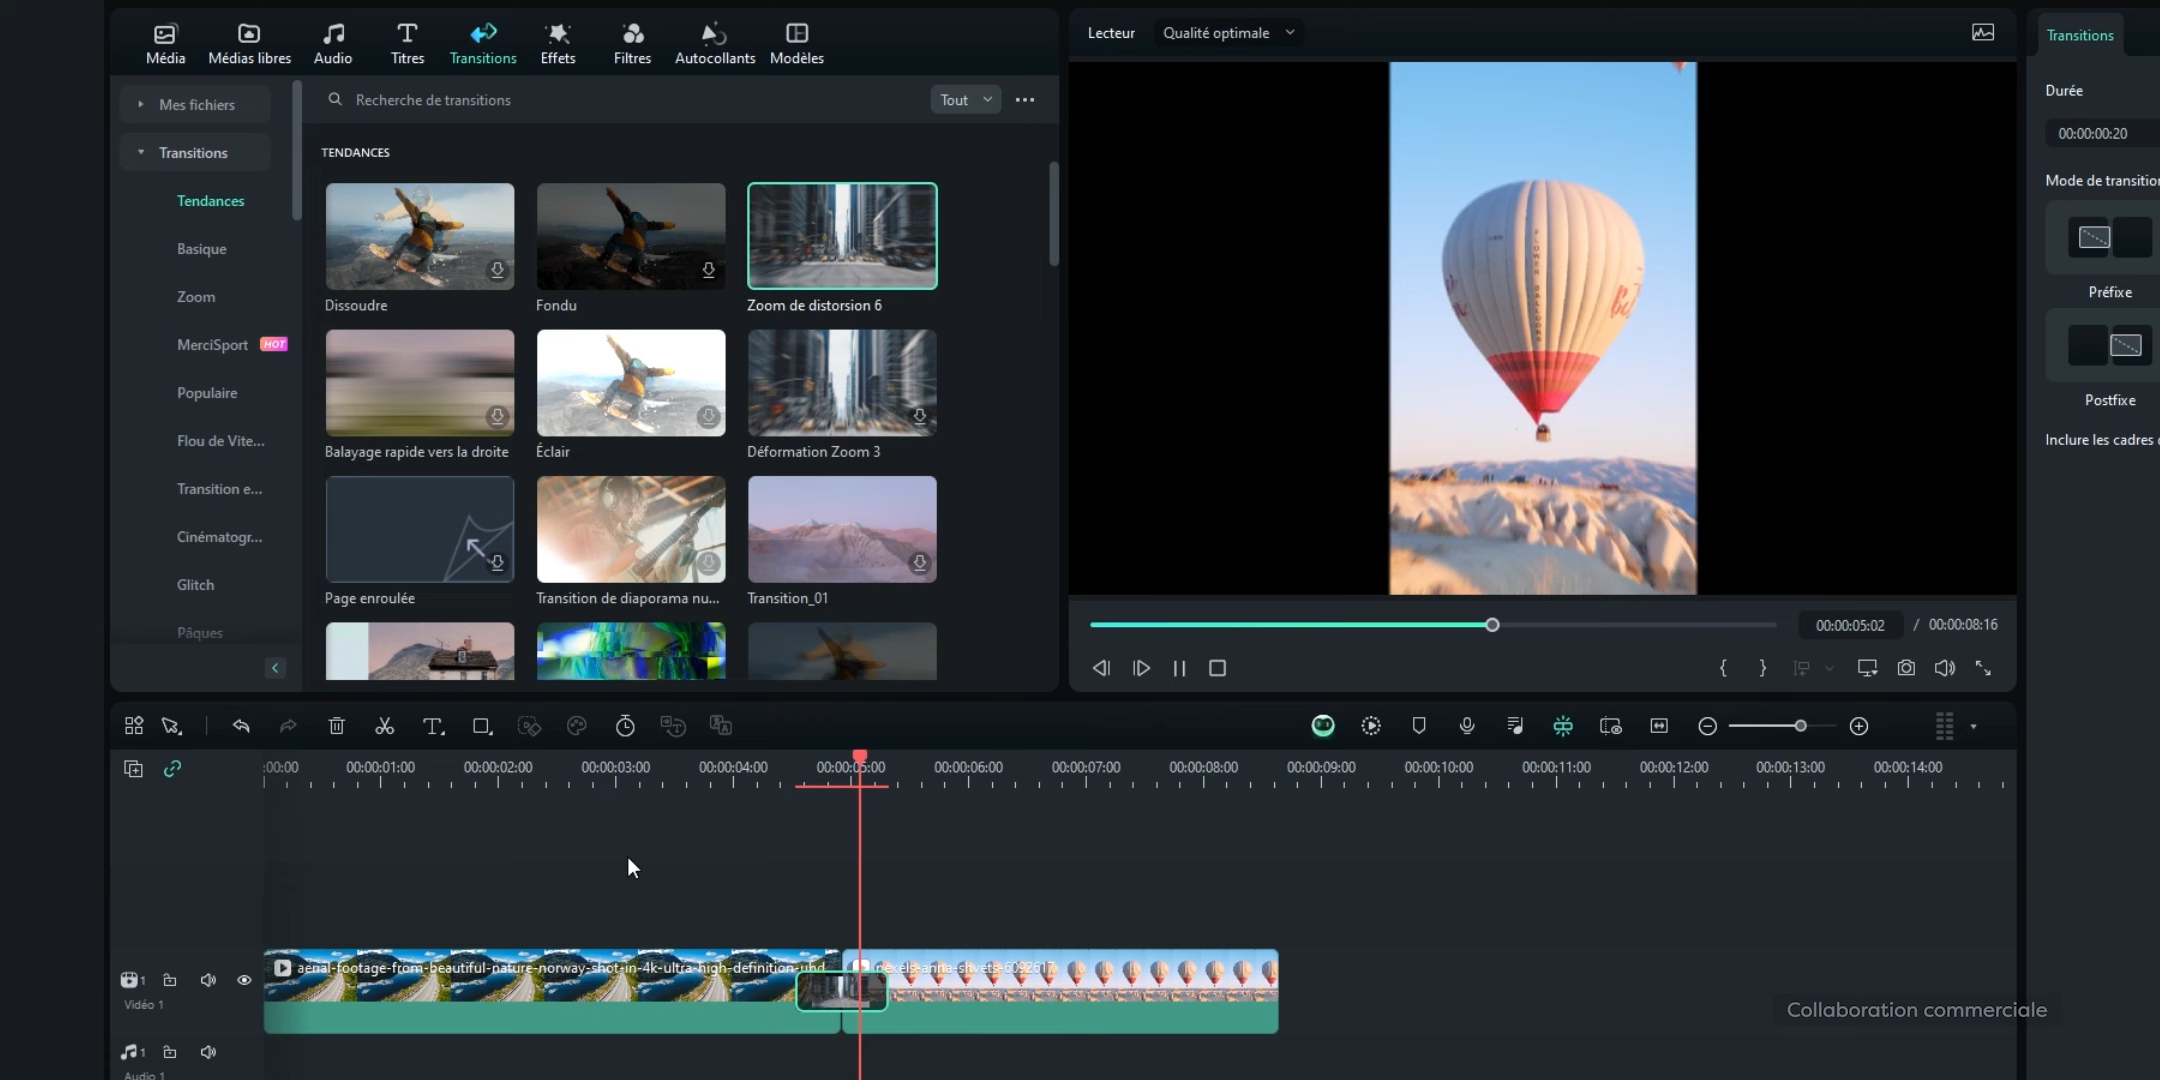 Média
Médias libres
Audio
Titres
Transitions
Effets
Filtres
Autocollants
Modèles
Lecteur
Qualité optimale
Transitions
Mes fichiers
Recherche de transitions
Tout
Durée
00:00:00:20
Transitions
TENDANCES
Mode de transition
Tendances
Basique
Zoom
MerciSport HOT
Populaire
Flou de Vite...
Transition e...
Cinématogr...
Glitch
Pâques
Dissoudre
Fondu
Zoom de distorsion 6
Balayage rapide vers la droite
Éclair
Déformation Zoom 3
Page enroulée
Transition de diaporama nu...
Transition_01
FLOWER BALLOONS
Préfixe
Postfixe
Inclure les cadres
00:00:05:02 / 00:00:08:16
:00:00
00:00:01:00
00:00:02:00
00:00:03:00
00:00:04:00
00:00:05:00
00:00:06:00
00:00:07:00
00:00:08:00
00:00:09:00
00:00:10:00
00:00:11:00
00:00:12:00
00:00:13:00
00:00:14:00
aerial-footage-from-beautiful-nature-norway-shot-in-4k-ultra-high-definition-uhd
pexels-anna-shvets-6092617
1
Vidéo 1
Collaboration commerciale
1
Audio 1